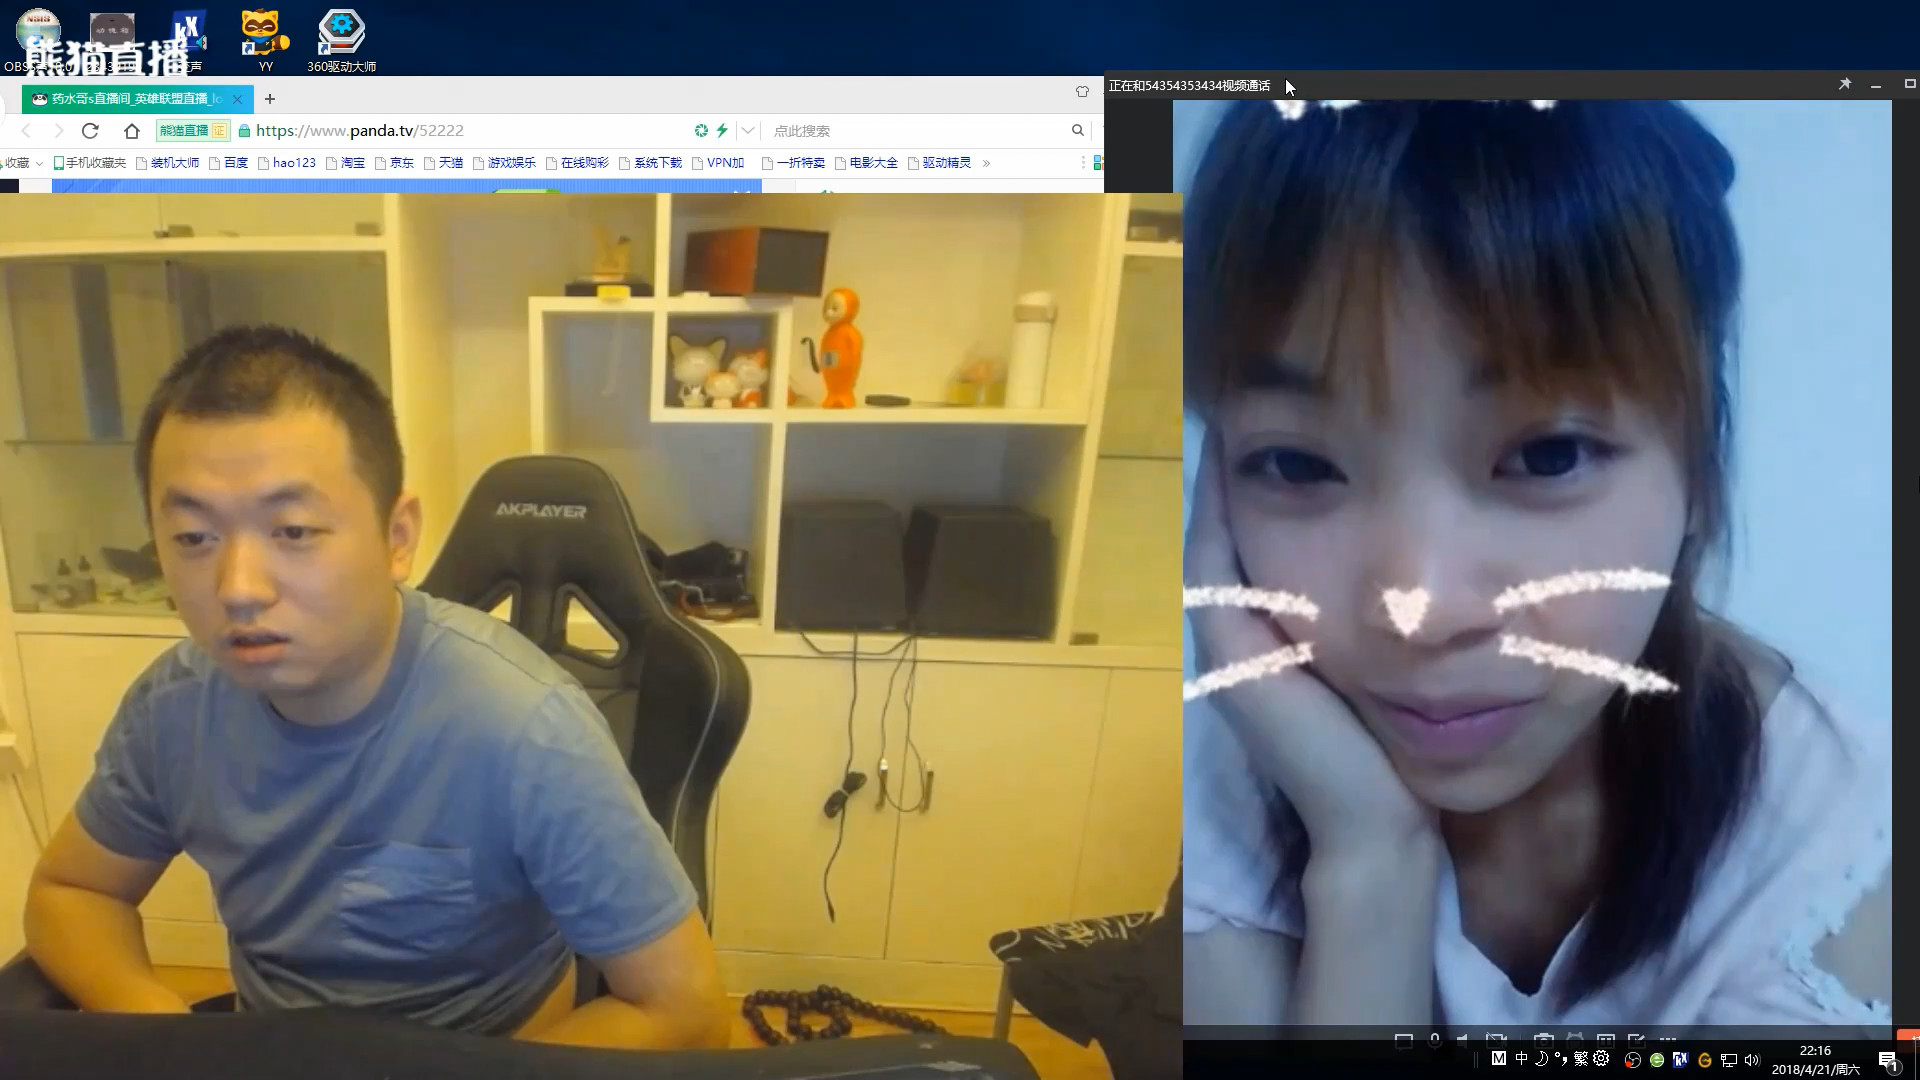 熊猫直播
YY
360驱动大师
药水哥s直播间_英雄联盟直播_lo
熊猫直播 证
https://www.panda.tv/52222
点此搜索
收藏
手机收藏夹
装机大师
百度
hao123
淘宝
京东
天猫
游戏娱乐
在线购彩
系统下载
VPN加
一折特卖
电影大全
驱动精灵
正在和54354353434视频通话
AKPLAYER
M 中 繁
22:16
2018/4/21/周六
1